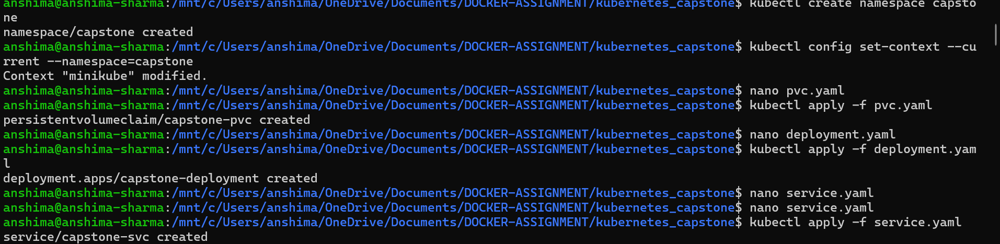 anshima@anshima-sharma:/mnt/c/Users/anshima/OneDrive/Documents/DOCKER-ASSIGNMENT/kubernetes_capstone$ kubectl create namespace capsto
ne
namespace/capstone created
anshima@anshima-sharma:/mnt/c/Users/anshima/OneDrive/Documents/DOCKER-ASSIGNMENT/kubernetes_capstone$ kubectl config set-context --cu
rrent --namespace=capstone
Context "minikube" modified.
anshima@anshima-sharma:/mnt/c/Users/anshima/OneDrive/Documents/DOCKER-ASSIGNMENT/kubernetes_capstone$ nano pvc.yaml
anshima@anshima-sharma:/mnt/c/Users/anshima/OneDrive/Documents/DOCKER-ASSIGNMENT/kubernetes_capstone$ kubectl apply -f pvc.yaml
persistentvolumeclaim/capstone-pvc created
anshima@anshima-sharma:/mnt/c/Users/anshima/OneDrive/Documents/DOCKER-ASSIGNMENT/kubernetes_capstone$ nano deployment.yaml
anshima@anshima-sharma:/mnt/c/Users/anshima/OneDrive/Documents/DOCKER-ASSIGNMENT/kubernetes_capstone$ kubectl apply -f deployment.yam
l
deployment.apps/capstone-deployment created
anshima@anshima-sharma:/mnt/c/Users/anshima/OneDrive/Documents/DOCKER-ASSIGNMENT/kubernetes_capstone$ nano service.yaml
anshima@anshima-sharma:/mnt/c/Users/anshima/OneDrive/Documents/DOCKER-ASSIGNMENT/kubernetes_capstone$ nano service.yaml
anshima@anshima-sharma:/mnt/c/Users/anshima/OneDrive/Documents/DOCKER-ASSIGNMENT/kubernetes_capstone$ kubectl apply -f service.yaml
service/capstone-svc created